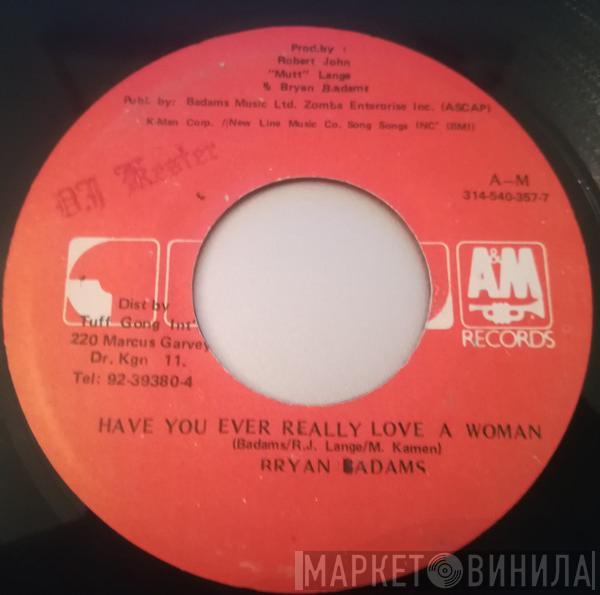 Prod.by :
Robert John
"Mutt" Lange
& Bryan Badams
Publ. by: Badams Music Ltd. Zomba Enterprise Inc. (ASCAP)
K-Man Corp. /New Line Music Co. Song Songs INC' (BMI)
DJ Keeler
A-M
314-540-357-7
A&M
RECORDS
Dist by
Tuff Gong Int'
220 Marcus Garvey
Dr. Kgn 11.
Tel: 92-39380-4
HAVE YOU EVER REALLY LOVE A WOMAN
(Badams/R.J. Lange/M. Kamen)
BRYAN BADAMS
МАРКЕТ ВИНИЛА